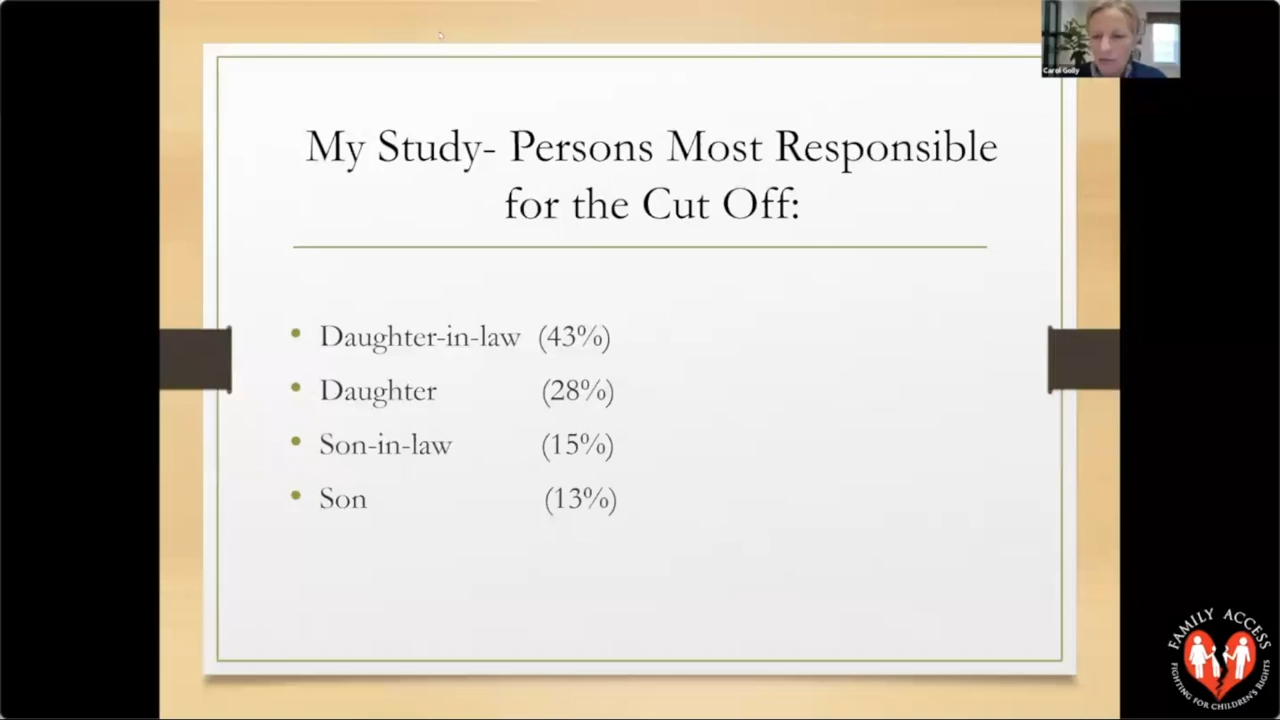 Carol Golly
My Study- Persons Most Responsible
for the Cut Off:
• Daughter-in-law (43%)
• Daughter (28%)
• Son-in-law (15%)
• Son (13%)
FAMILY ACCESS
FIGHTING FOR CHILDREN'S RIGHTS